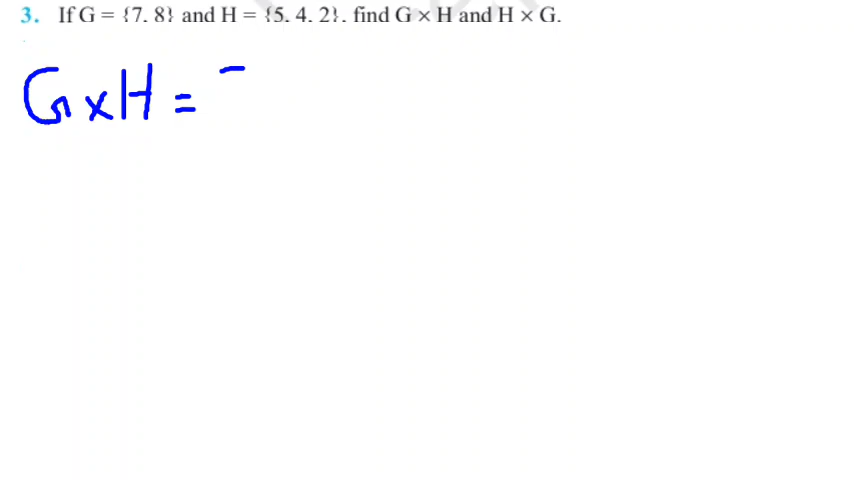 3. If G = {7, 8} and H = {5, 4, 2}, find G × H and H × G.
G × H =